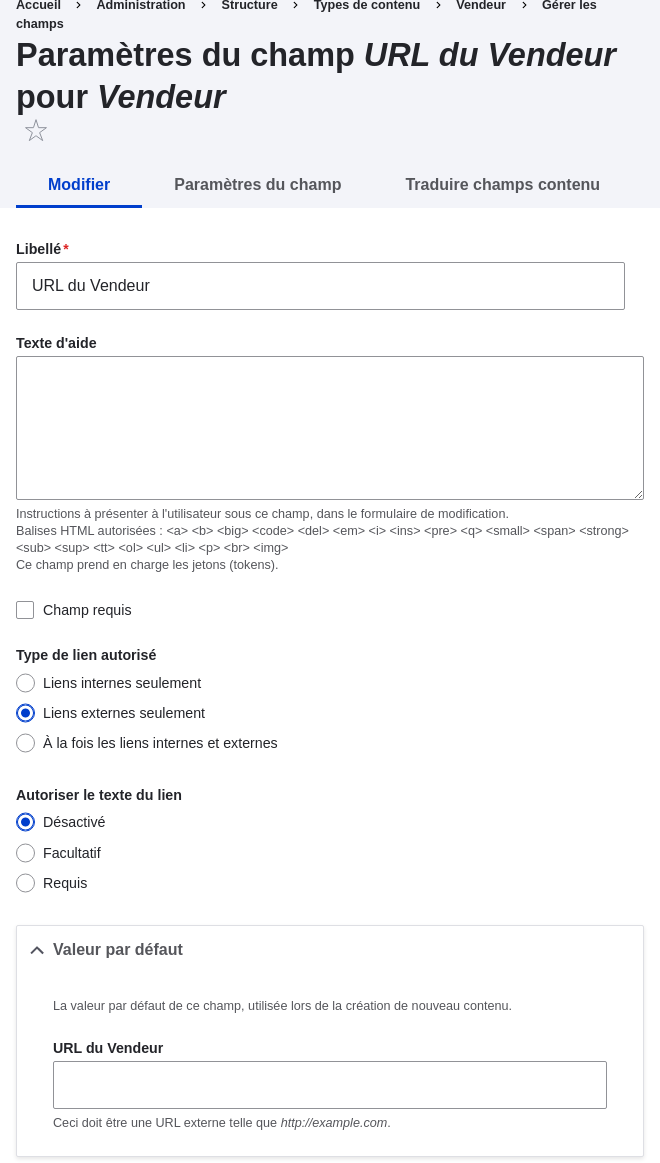 Accueil > Administration > Structure > Types de contenu > Vendeur > Gérer les
champs
Paramètres du champ URL du Vendeur
pour Vendeur
Modifier Paramètres du champ Traduire champs contenu
Libellé*
URL du Vendeur
Texte d'aide
Instructions à présenter à l'utilisateur sous ce champ, dans le formulaire de modification.
Balises HTML autorisées : <a> <b> <big> <code> <del> <em> <i> <ins> <pre> <q> <small> <span> <strong>
<sub> <sup> <tt> <ol> <ul> <li> <p> <br> <img>
Ce champ prend en charge les jetons (tokens).
Champ requis
Type de lien autorisé
Liens internes seulement
Liens externes seulement
À la fois les liens internes et externes
Autoriser le texte du lien
Désactivé
Facultatif
Requis
Valeur par défaut
La valeur par défaut de ce champ, utilisée lors de la création de nouveau contenu.
URL du Vendeur
Ceci doit être une URL externe telle que http://example.com.